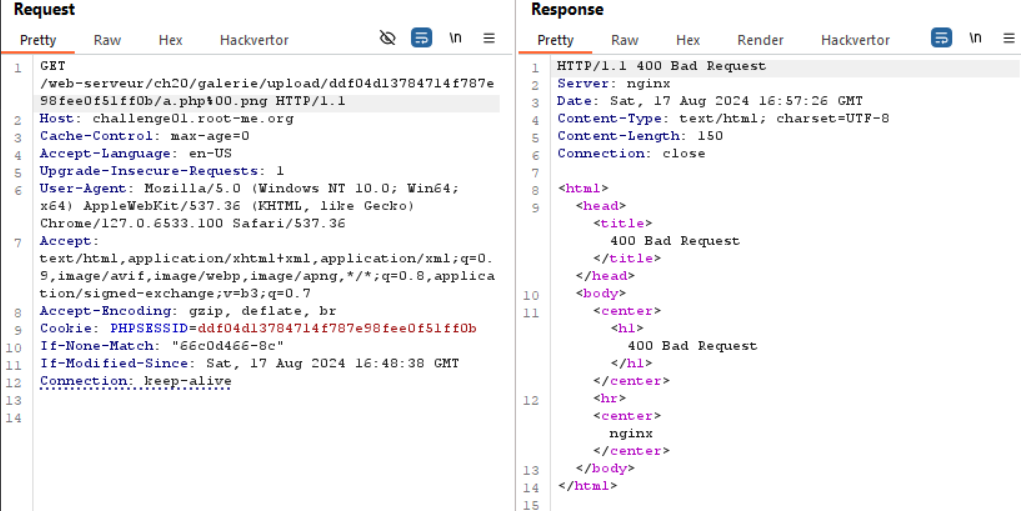 Request
Pretty Raw Hex Hackvertor \n
1 GET
/web-serveur/ch20/galerie/upload/ddf04d13784714f787e
98fee0f51ff0b/a.php%00.png HTTP/1.1
2 Host: challenge01.root-me.org
3 Cache-Control: max-age=0
4 Accept-Language: en-US
5 Upgrade-Insecure-Requests: 1
6 User-Agent: Mozilla/5.0 (Windows NT 10.0; Win64;
x64) AppleWebKit/537.36 (KHTML, like Gecko)
Chrome/127.0.6533.100 Safari/537.36
7 Accept:
text/html,application/xhtml+xml,application/xml;q=0.
9,image/avif,image/webp,image/apng,*/*;q=0.8,applica
tion/signed-exchange;v=b3;q=0.7
8 Accept-Encoding: gzip, deflate, br
9 Cookie: PHPSESSID=ddf04d13784714f787e98fee0f51ff0b
10 If-None-Match: "66c0d466-8c"
11 If-Modified-Since: Sat, 17 Aug 2024 16:48:38 GMT
12 Connection: keep-alive
13
14
Response
Pretty Raw Hex Render Hackvertor \n
1 HTTP/1.1 400 Bad Request
2 Server: nginx
3 Date: Sat, 17 Aug 2024 16:57:26 GMT
4 Content-Type: text/html; charset=UTF-8
5 Content-Length: 150
6 Connection: close
7
8 <html>
9 <head>
<title>
400 Bad Request
</title>
</head>
10 <body>
11 <center>
<h1>
400 Bad Request
</h1>
</center>
12 <hr>
<center>
nginx
</center>
13 </body>
14 </html>
15